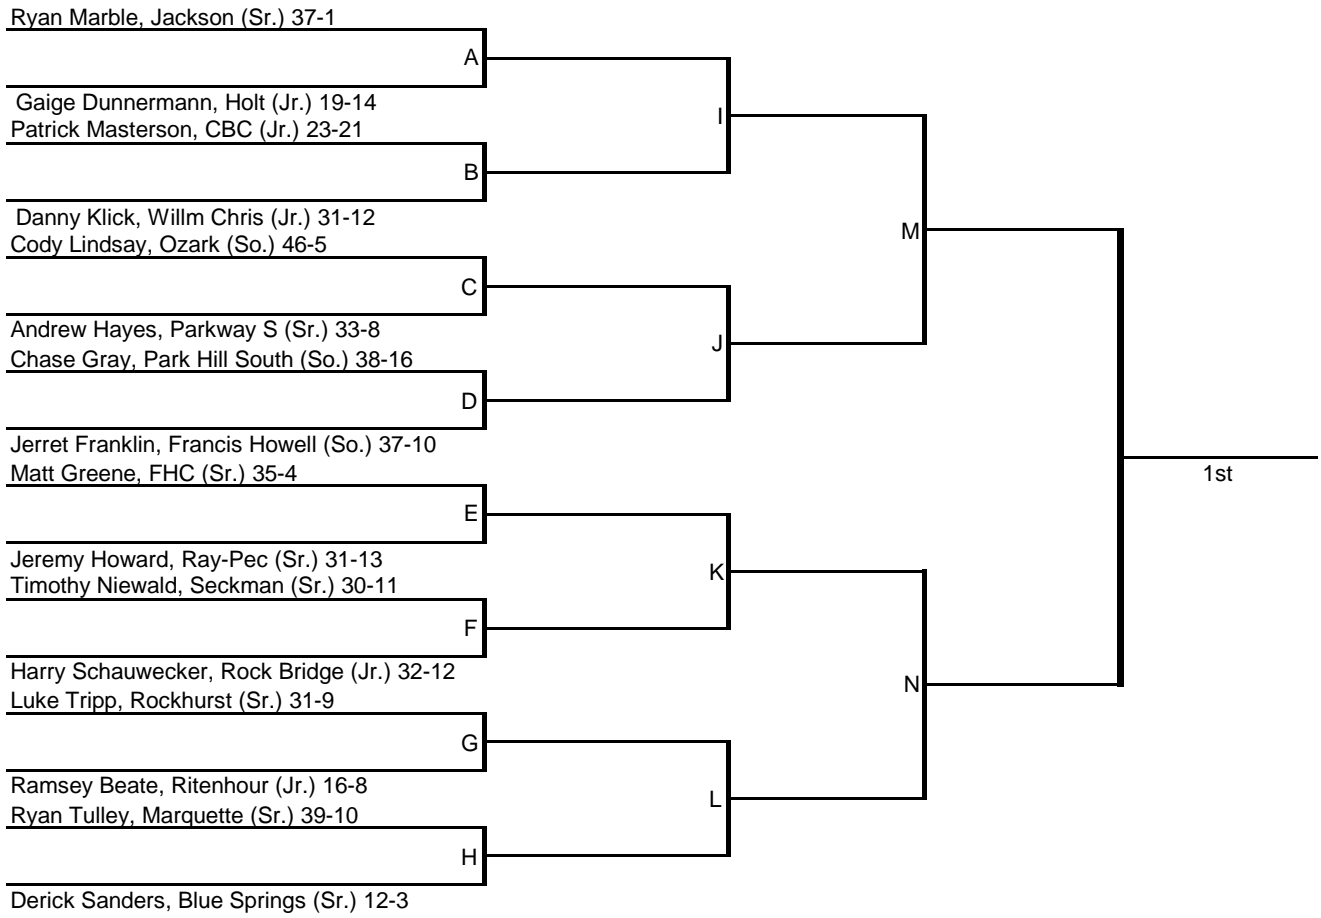 Ryan Marble, Jackson (Sr.) 37-1
A
Gaige Dunnermann, Holt (Jr.) 19-14
I
Patrick Masterson, CBC (Jr.) 23-21
B
Danny Klick, Willm Chris (Jr.) 31-12
M
Cody Lindsay, Ozark (So.) 46-5
C
Andrew Hayes, Parkway S (Sr.) 33-8
J
Chase Gray, Park Hill South (So.) 38-16
D
Jerret Franklin, Francis Howell (So.) 37-10
Matt Greene, FHC (Sr.) 35-4
1st
E
Jeremy Howard, Ray-Pec (Sr.) 31-13
K
Timothy Niewald, Seckman (Sr.) 30-11
F
Harry Schauwecker, Rock Bridge (Jr.) 32-12
N
Luke Tripp, Rockhurst (Sr.) 31-9
G
Ramsey Beate, Ritenhour (Jr.) 16-8
L
Ryan Tulley, Marquette (Sr.) 39-10
H
Derick Sanders, Blue Springs (Sr.) 12-3